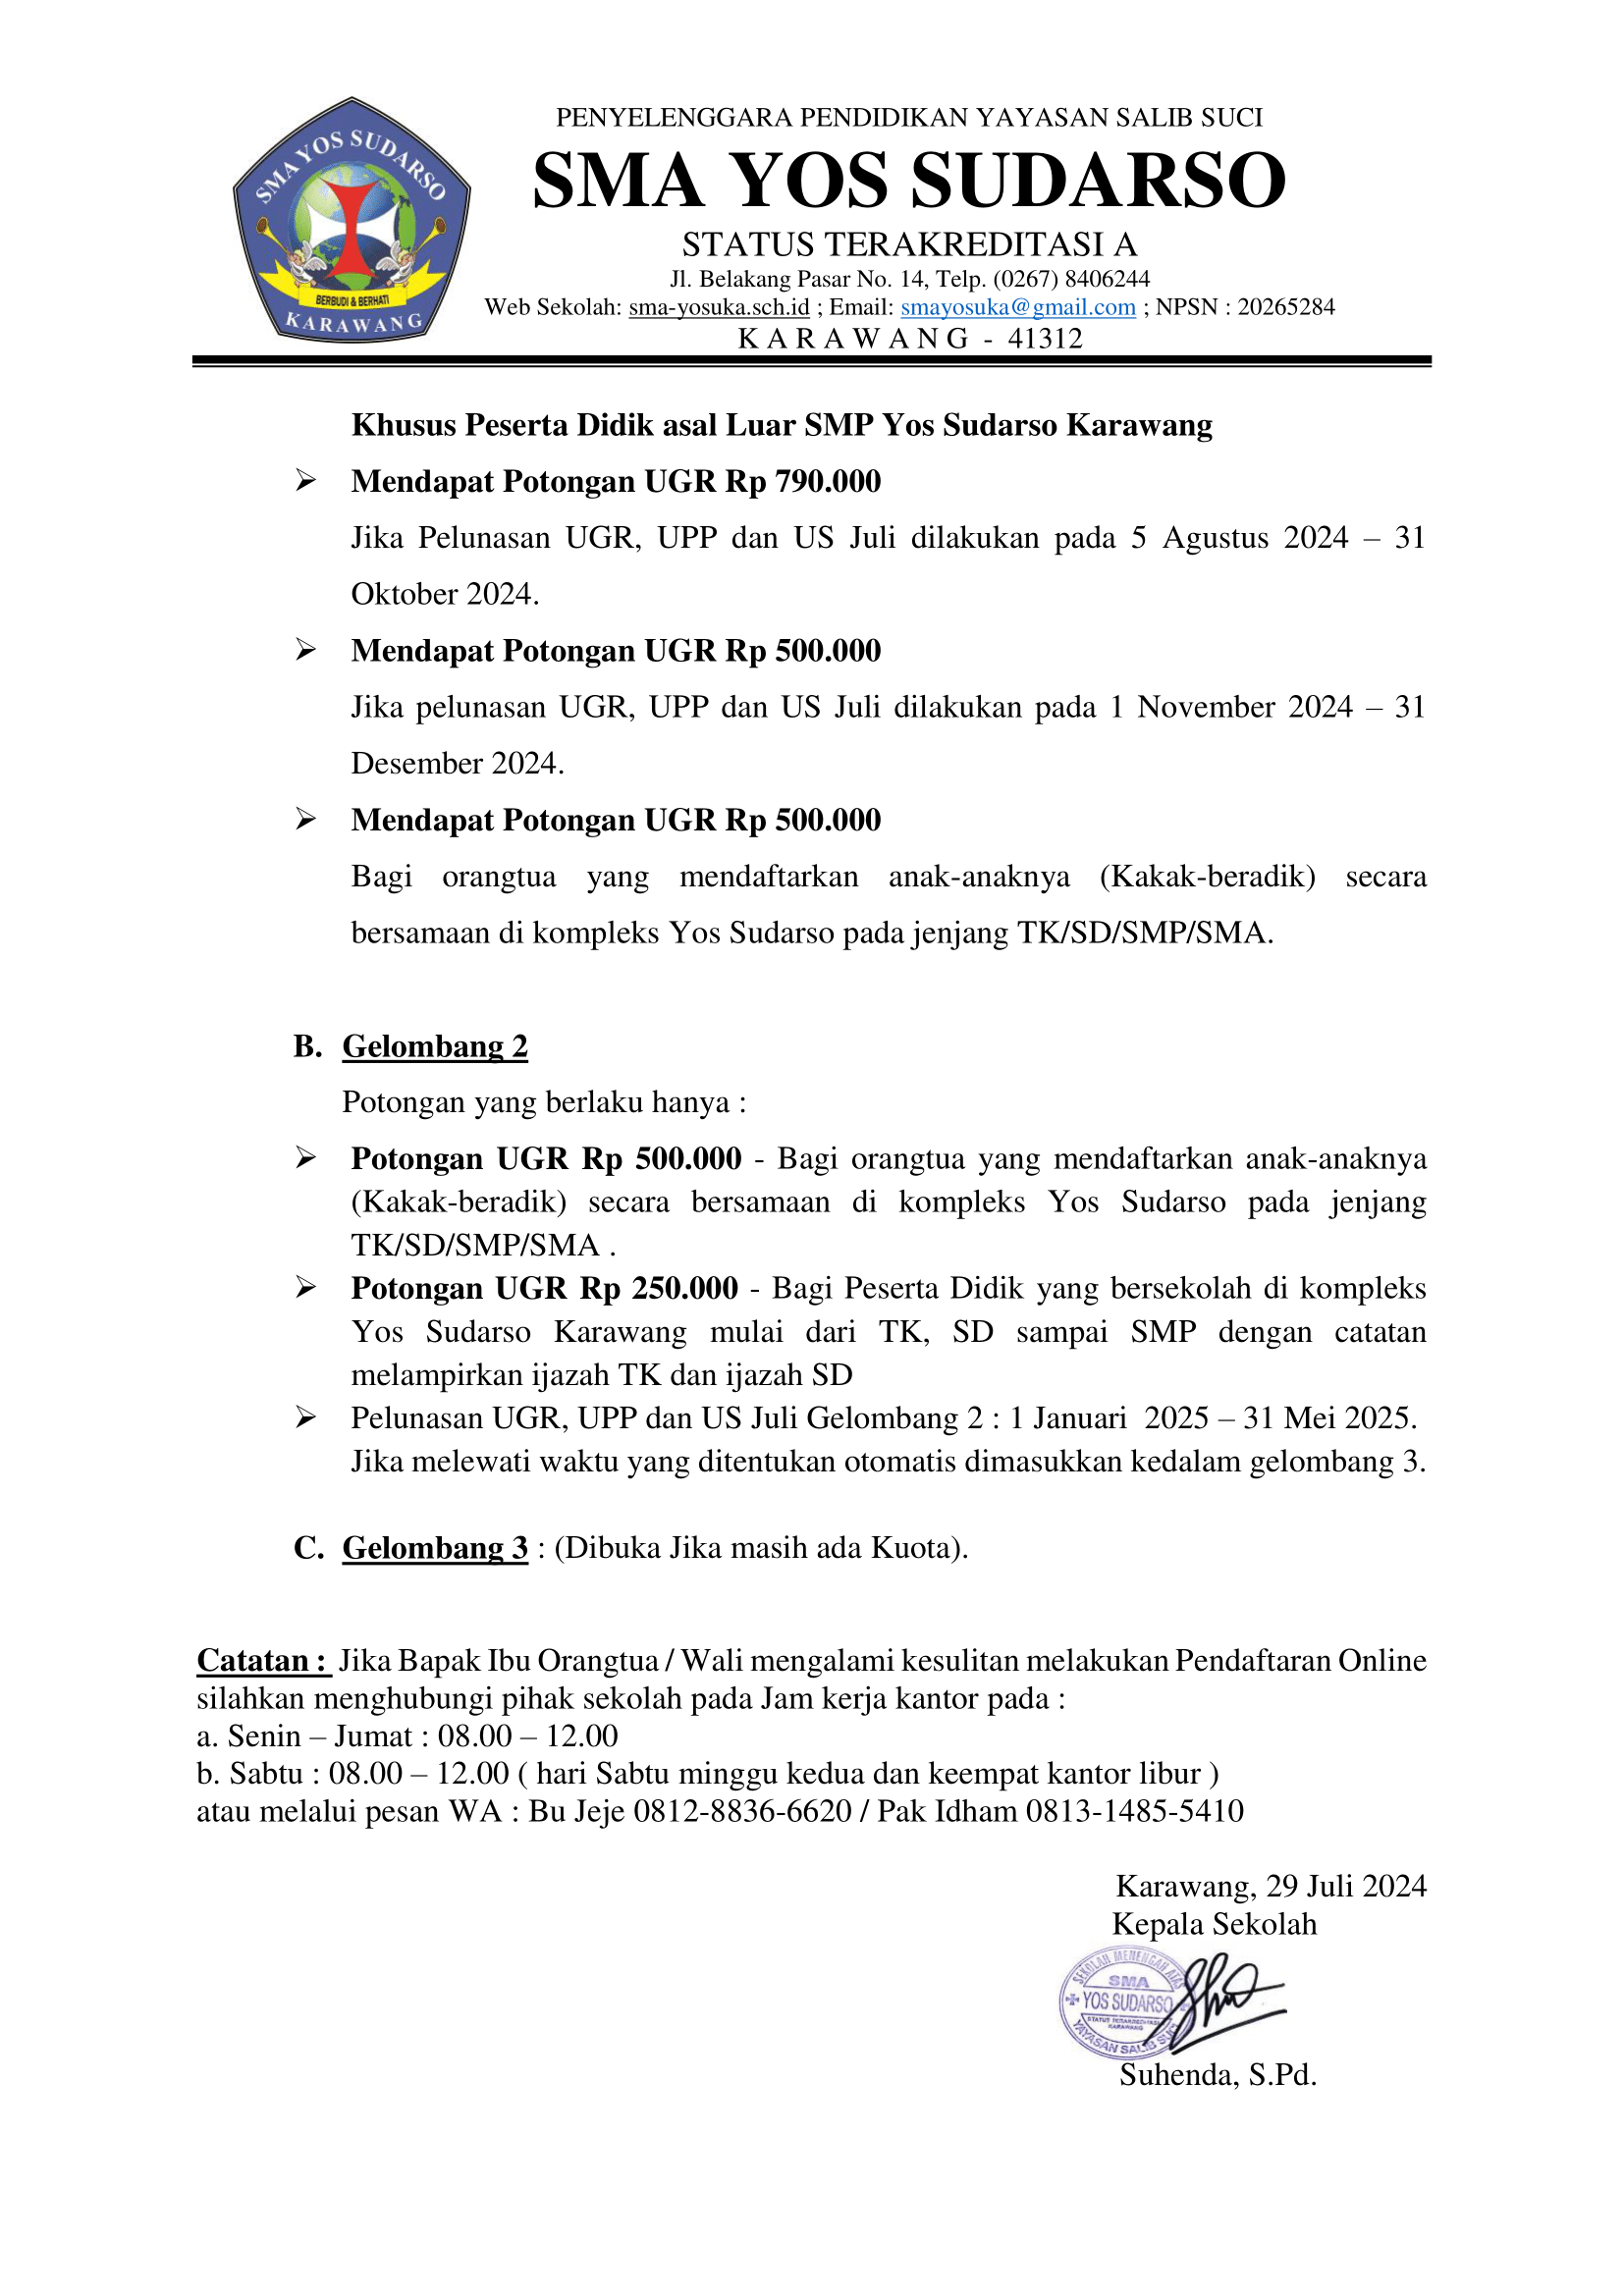 SMA YOS SUDARSO
BERBUDI & BERHATI
KARAWANG
PENYELENGGARA PENDIDIKAN YAYASAN SALIB SUCI
SMA YOS SUDARSO
STATUS TERAKREDITASI A
Jl. Belakang Pasar No. 14, Telp. (0267) 8406244
Web Sekolah: sma-yosuka.sch.id ; Email: smayosuka@gmail.com ; NPSN : 20265284
K A R A W A N G - 41312
Khusus Peserta Didik asal Luar SMP Yos Sudarso Karawang
➢ Mendapat Potongan UGR Rp 790.000
Jika Pelunasan UGR, UPP dan US Juli dilakukan pada 5 Agustus 2024 – 31
Oktober 2024.
➢ Mendapat Potongan UGR Rp 500.000
Jika pelunasan UGR, UPP dan US Juli dilakukan pada 1 November 2024 – 31
Desember 2024.
➢ Mendapat Potongan UGR Rp 500.000
Bagi orangtua yang mendaftarkan anak-anaknya (Kakak-beradik) secara
bersamaan di kompleks Yos Sudarso pada jenjang TK/SD/SMP/SMA.
B. Gelombang 2
Potongan yang berlaku hanya :
➢ Potongan UGR Rp 500.000 - Bagi orangtua yang mendaftarkan anak-anaknya
(Kakak-beradik) secara bersamaan di kompleks Yos Sudarso pada jenjang
TK/SD/SMP/SMA .
➢ Potongan UGR Rp 250.000 - Bagi Peserta Didik yang bersekolah di kompleks
Yos Sudarso Karawang mulai dari TK, SD sampai SMP dengan catatan
melampirkan ijazah TK dan ijazah SD
➢ Pelunasan UGR, UPP dan US Juli Gelombang 2 : 1 Januari 2025 – 31 Mei 2025.
Jika melewati waktu yang ditentukan otomatis dimasukkan kedalam gelombang 3.
C. Gelombang 3 : (Dibuka Jika masih ada Kuota).
Catatan : Jika Bapak Ibu Orangtua / Wali mengalami kesulitan melakukan Pendaftaran Online
silahkan menghubungi pihak sekolah pada Jam kerja kantor pada :
a. Senin – Jumat : 08.00 – 12.00
b. Sabtu : 08.00 – 12.00 ( hari Sabtu minggu kedua dan keempat kantor libur )
atau melalui pesan WA : Bu Jeje 0812-8836-6620 / Pak Idham 0813-1485-5410
Karawang, 29 Juli 2024
Kepala Sekolah
SEKOLAH MENENGAH ATAS
SMA
YOS SUDARSO
STATUS TERAKREDITASI
KARAWANG
YAYASAN SALIB SUCI
Suhenda, S.Pd.